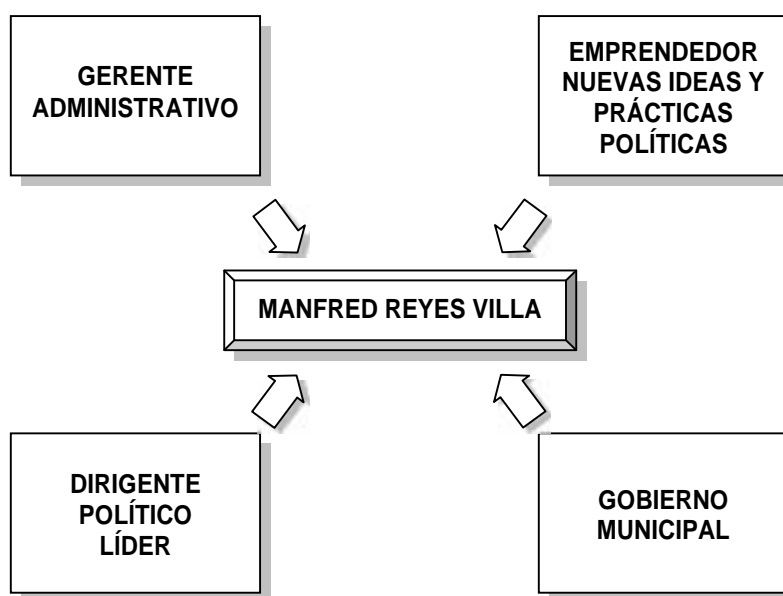 GERENTE
ADMINISTRATIVO
EMPRENDEDOR
NUEVAS IDEAS Y
PRÁCTICAS
POLÍTICAS
MANFRED REYES VILLA
DIRIGENTE
POLÍTICO
LÍDER
GOBIERNO
MUNICIPAL